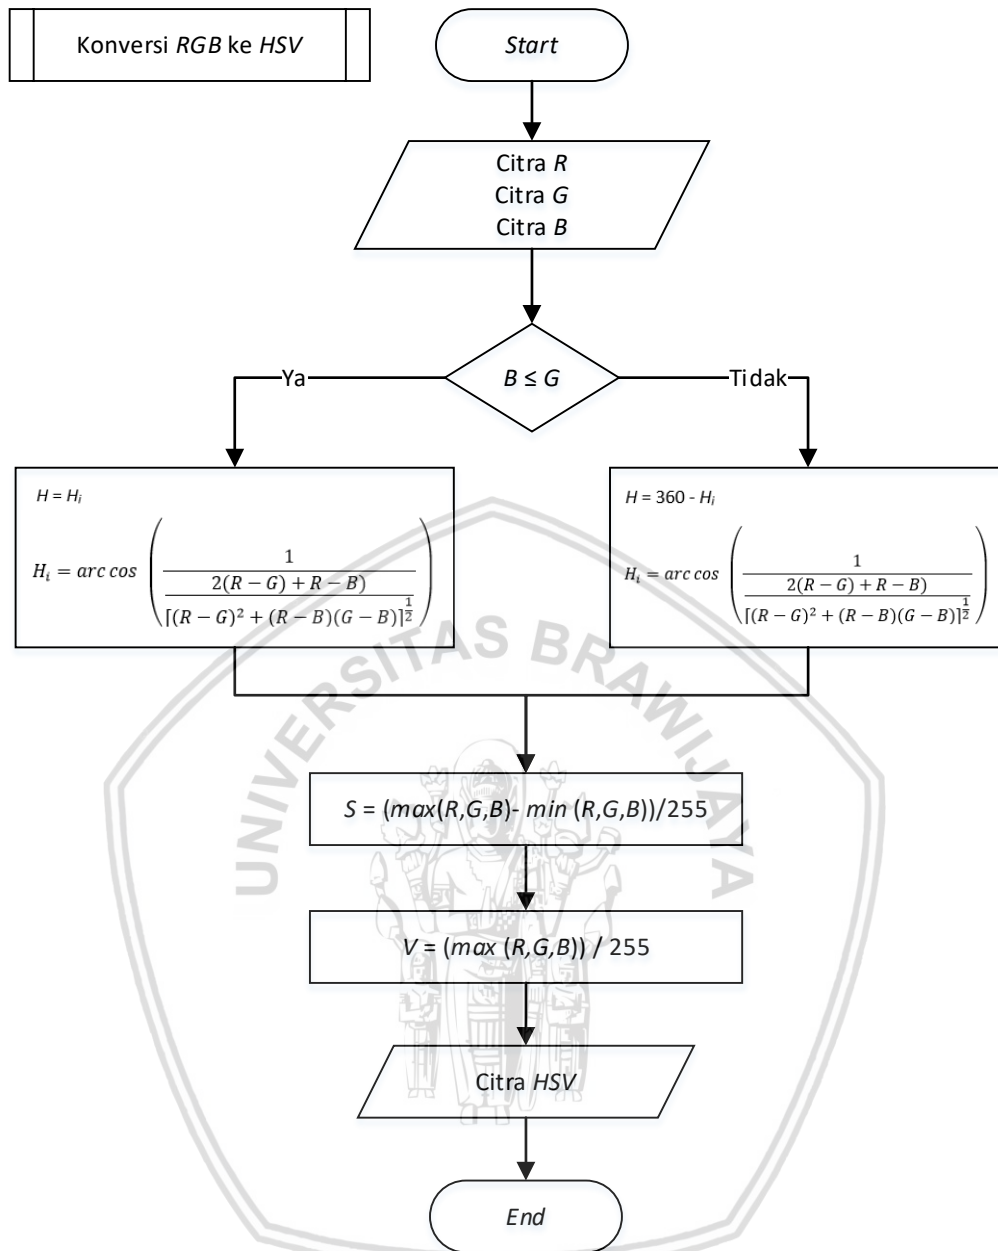 Konversi RGB ke HSV
Start
Citra R
Citra G
Citra B
B ≤ G
Ya
Tidak
H = Hᵢ
Hᵢ = arc cos (1 / (2(R − G) + R − B) / [(R − G)² + (R − B)(G − B)]^(1/2))
H = 360 - Hᵢ
Hᵢ = arc cos (1 / (2(R − G) + R − B) / [(R − G)² + (R − B)(G − B)]^(1/2))
UNIVERSITAS BRAWIJAYA
S = (max(R,G,B)- min (R,G,B))/255
V = (max (R,G,B)) / 255
Citra HSV
End